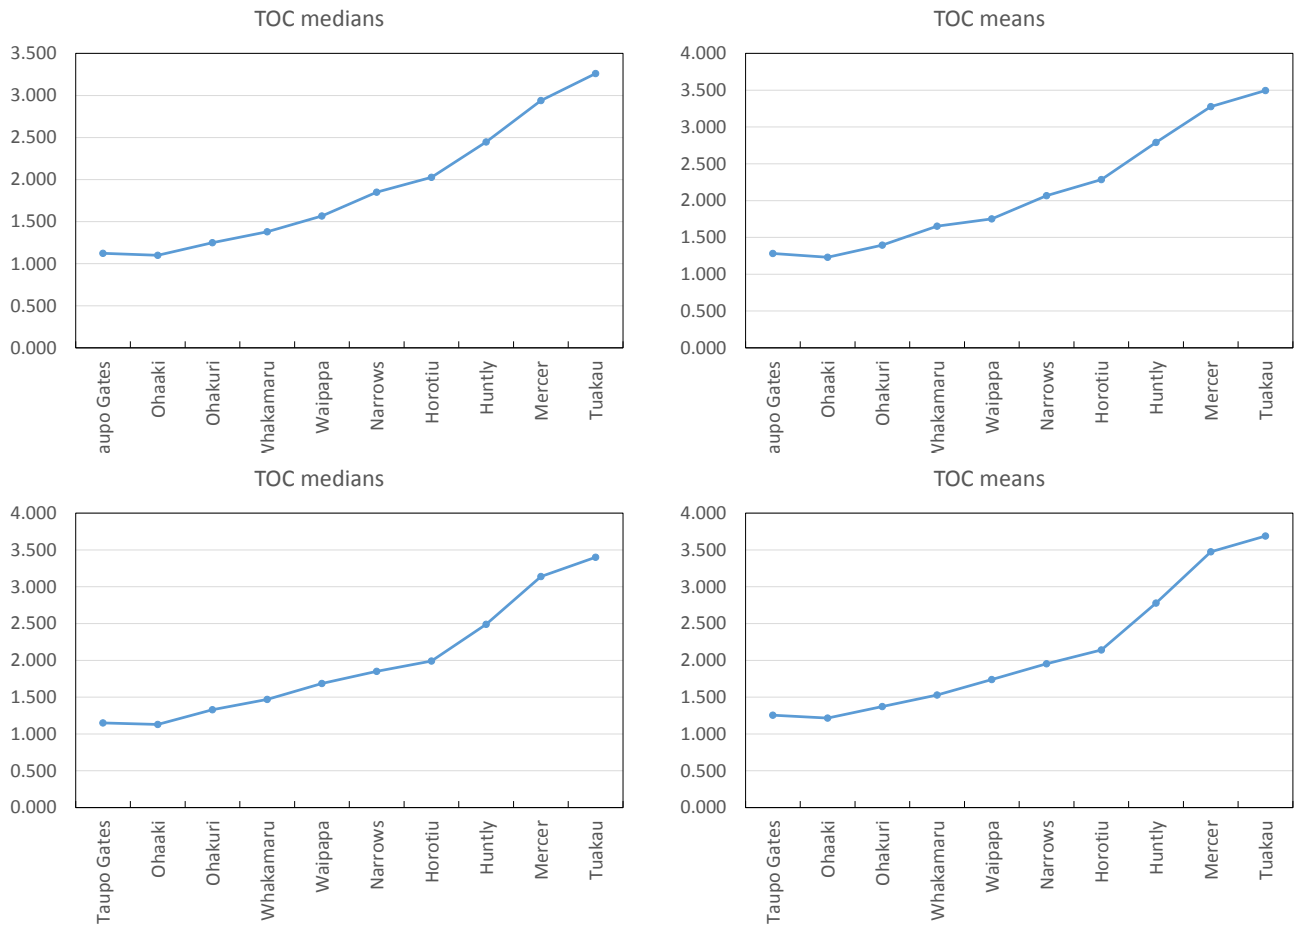 TOC medians
3.500
3.000
2.500
2.000
1.500
1.000
0.500
0.000
aupo Gates
Ohaaki
Ohakuri
Vhakamaru
Waipapa
Narrows
Horotiu
Huntly
Mercer
Tuakau
TOC means
4.000
3.500
3.000
2.500
2.000
1.500
1.000
0.500
0.000
aupo Gates
Ohaaki
Ohakuri
Vhakamaru
Waipapa
Narrows
Horotiu
Huntly
Mercer
Tuakau
TOC medians
4.000
3.500
3.000
2.500
2.000
1.500
1.000
0.500
0.000
Taupo Gates
Ohaaki
Ohakuri
Whakamaru
Waipapa
Narrows
Horotiu
Huntly
Mercer
Tuakau
TOC means
4.000
3.500
3.000
2.500
2.000
1.500
1.000
0.500
0.000
Taupo Gates
Ohaaki
Ohakuri
Whakamaru
Waipapa
Narrows
Horotiu
Huntly
Mercer
Tuakau